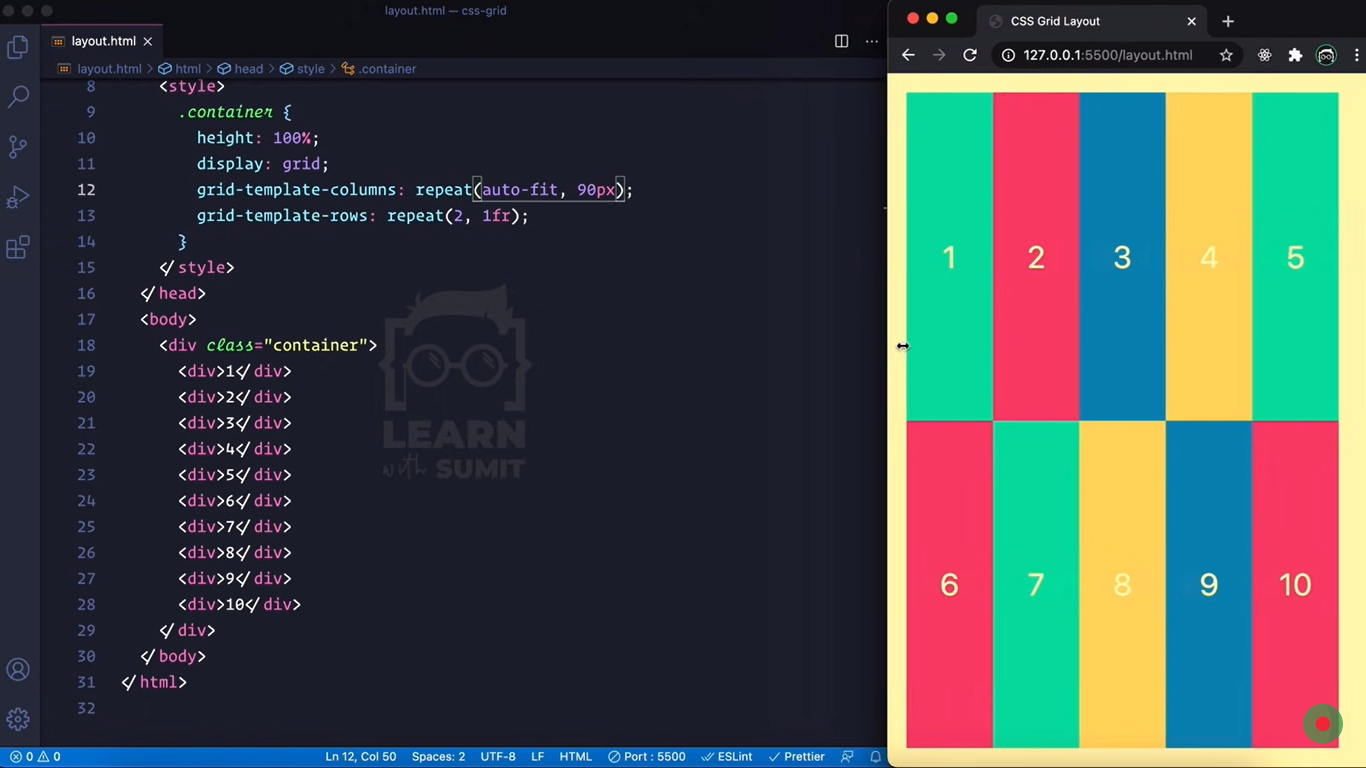 layout.html — css-grid
layout.html
layout.html > html > head > style > .container
8 <style>
9 .container {
10 height: 100%;
11 display: grid;
12 grid-template-columns: repeat(auto-fit, 90px);
13 grid-template-rows: repeat(2, 1fr);
14 }
15 </style>
16 </head>
17 <body>
18 <div class="container">
19 <div>1</div>
20 <div>2</div>
21 <div>3</div>
22 <div>4</div>
23 <div>5</div>
24 <div>6</div>
25 <div>7</div>
26 <div>8</div>
27 <div>9</div>
28 <div>10</div>
29 </div>
30 </body>
31 </html>
32
LEARN
with SUMIT
0 0
Ln 12, Col 50 Spaces: 2 UTF-8 LF HTML Port : 5500 ESLint Prettier
CSS Grid Layout
127.0.0.1:5500/layout.html
1 2 3 4 5
6 7 8 9 10